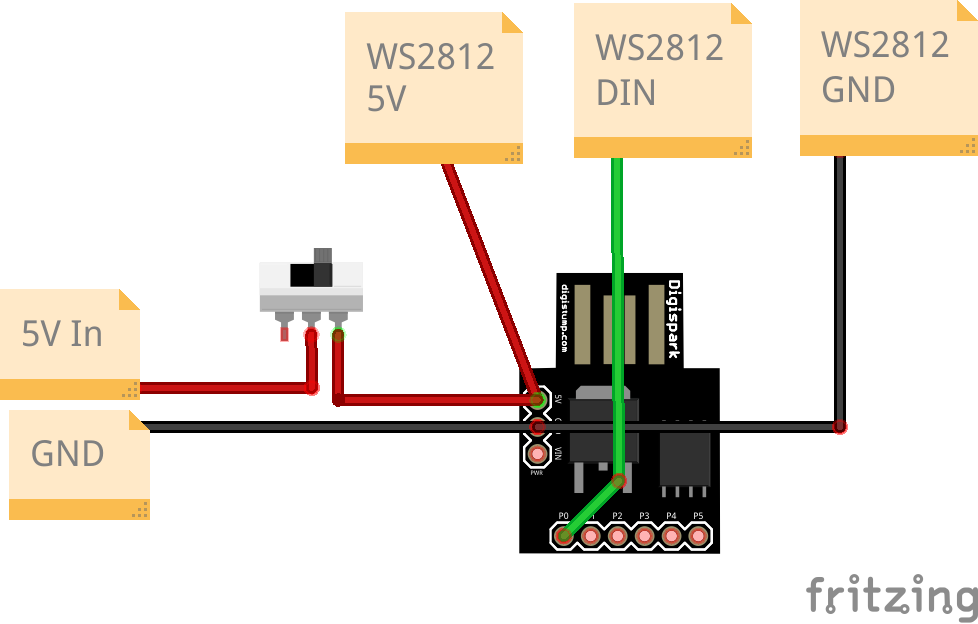 WS2812
5V
WS2812
DIN
WS2812
GND
5V In
GND
digistump.com
Digispark
5V
VIN
PWR
P0
P2
P3
P4
P5
fritzing